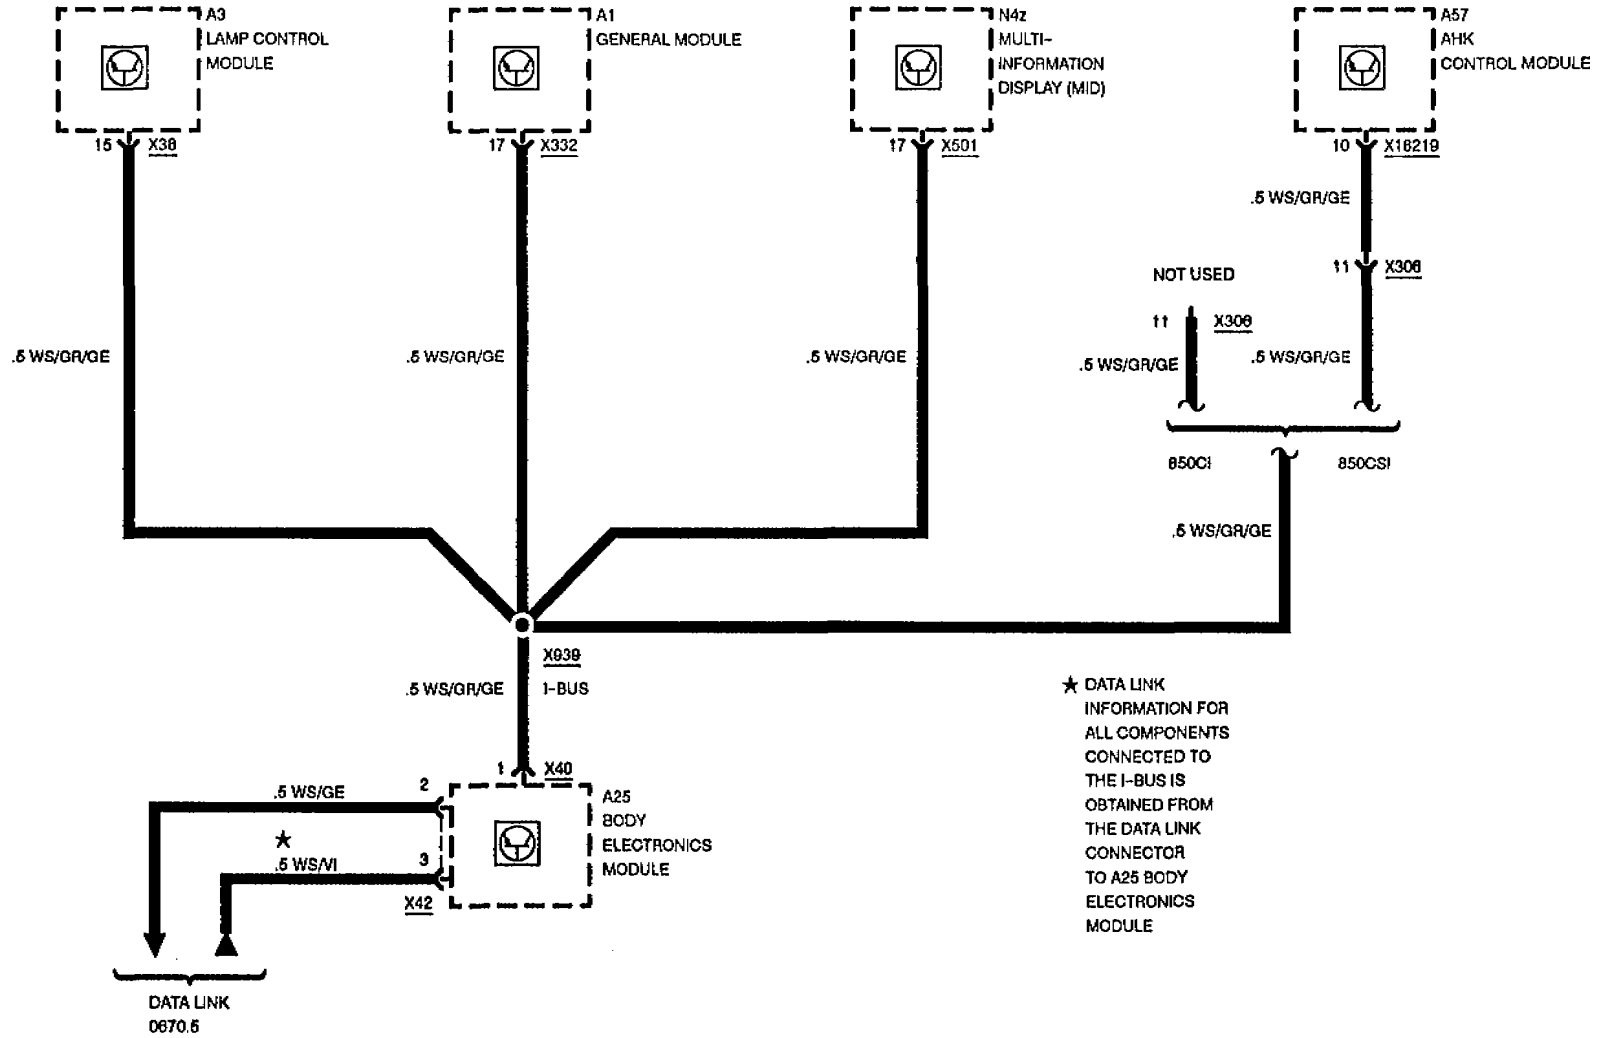 A3
LAMP CONTROL
MODULE
A1
GENERAL MODULE
N4z
MULTI-
INFORMATION
DISPLAY (MID)
A57
AHK
CONTROL MODULE
15 X38
17 X332
17 X501
10 X18219
.5 WS/GR/GE
11 X306
NOT USED
11 X306
.5 WS/GR/GE
.5 WS/GR/GE
.5 WS/GR/GE
.5 WS/GR/GE
.5 WS/GR/GE
850CI
850CSI
.5 WS/GR/GE
X939
.5 WS/GR/GE
I-BUS
1 X40
2
.5 WS/GE
3
.5 WS/VI
X42
A25
BODY
ELECTRONICS
MODULE
★ DATA LINK
INFORMATION FOR
ALL COMPONENTS
CONNECTED TO
THE I-BUS IS
OBTAINED FROM
THE DATA LINK
CONNECTOR
TO A25 BODY
ELECTRONICS
MODULE
DATA LINK
0670.5